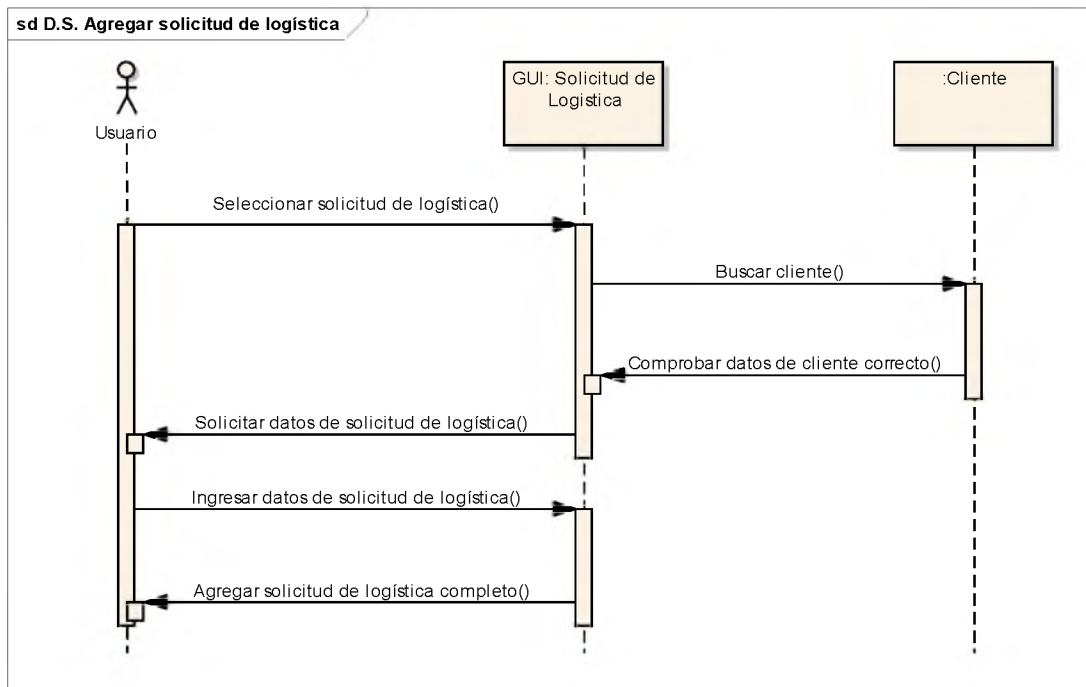 sd D.S. Agregar solicitud de logística
Usuario
GUI: Solicitud de
Logistica
:Cliente
Seleccionar solicitud de logística()
Buscar cliente()
Comprobar datos de cliente correcto()
Solicitar datos de solicitud de logística()
Ingresar datos de solicitud de logística()
Agregar solicitud de logística completo()